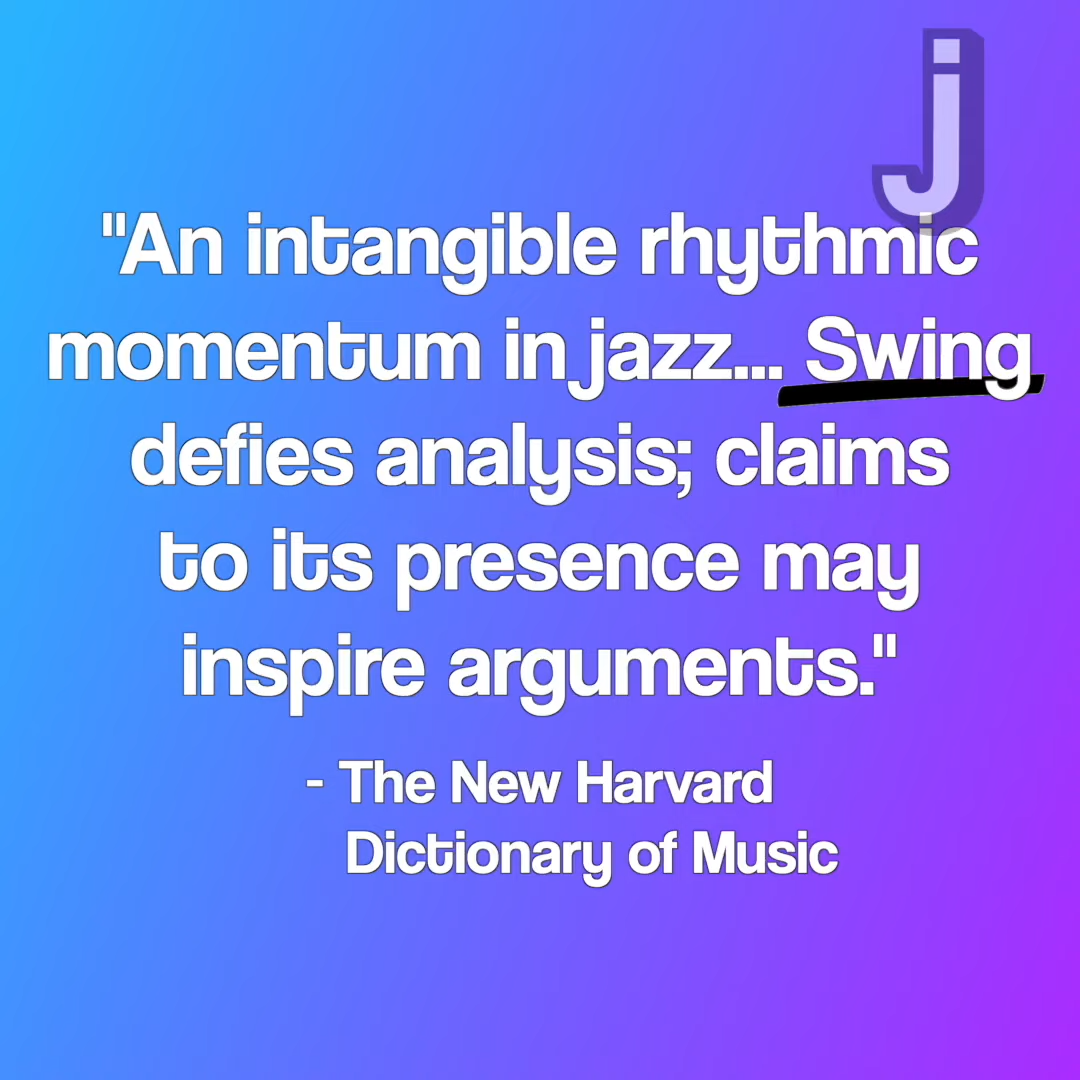 j
"An intangible rhythmic
momentum in jazz... Swing
defies analysis; claims
to its presence may
inspire arguments."
- The New Harvard
Dictionary of Music